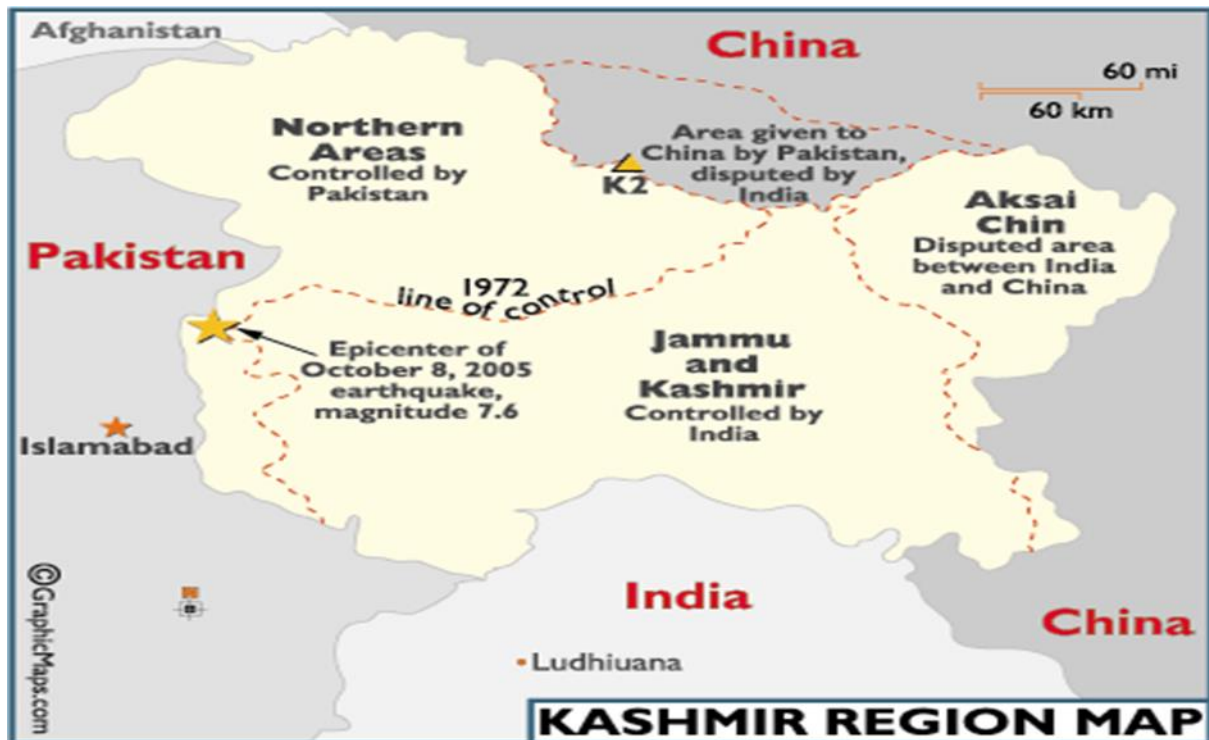 Afghanistan
China
60 mi
60 km
Northern
Areas
Controlled by
Pakistan
Area given to
China by Pakistan,
disputed by
India
K2
Aksai
Chin
Disputed area
between India
and China
Pakistan
1972
line of control
Epicenter of
October 8, 2005
earthquake,
magnitude 7.6
Jammu
and
Kashmir
Controlled by
India
Islamabad
©GraphicMaps.com
N
India
China
Ludhiuana
KASHMIR REGION MAP